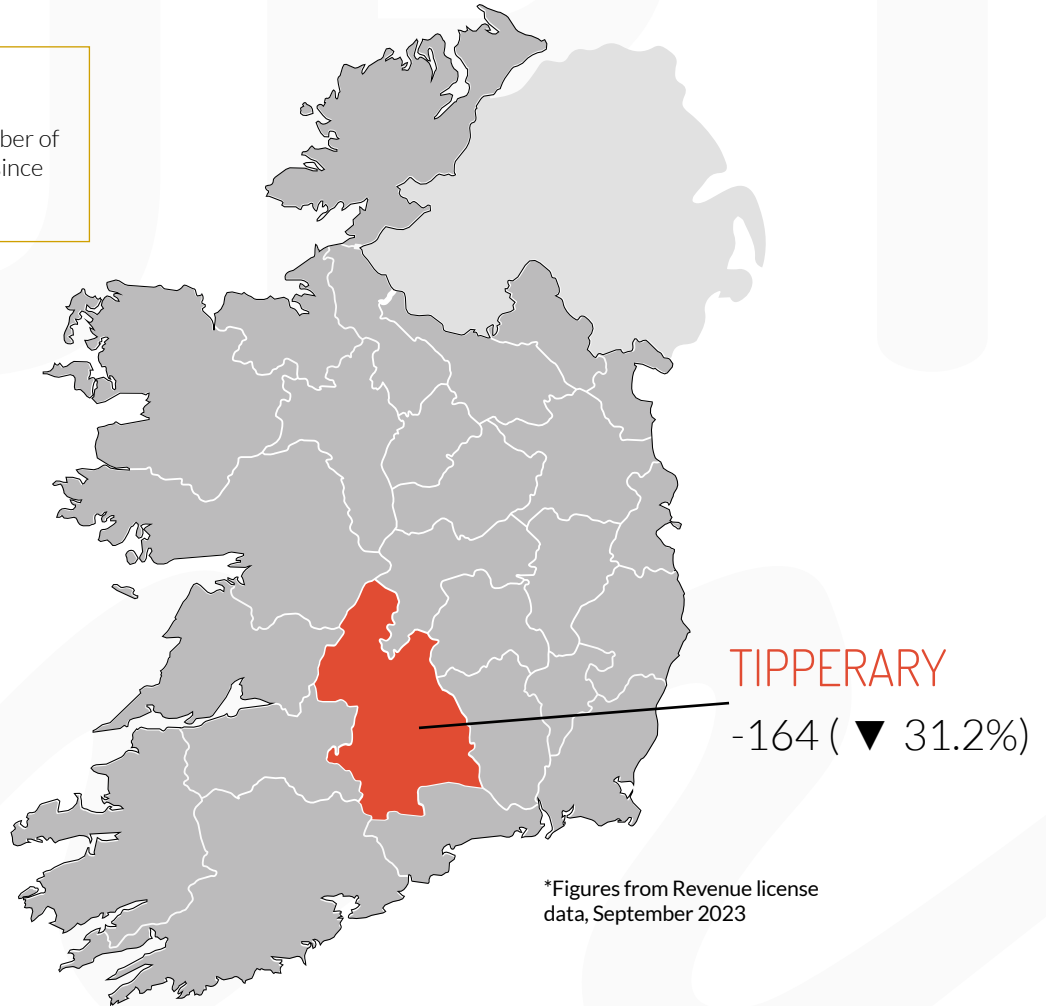 ber of
ince
TIPPERARY
-164 ( ▼ 31.2%)
*Figures from Revenue license
data, September 2023